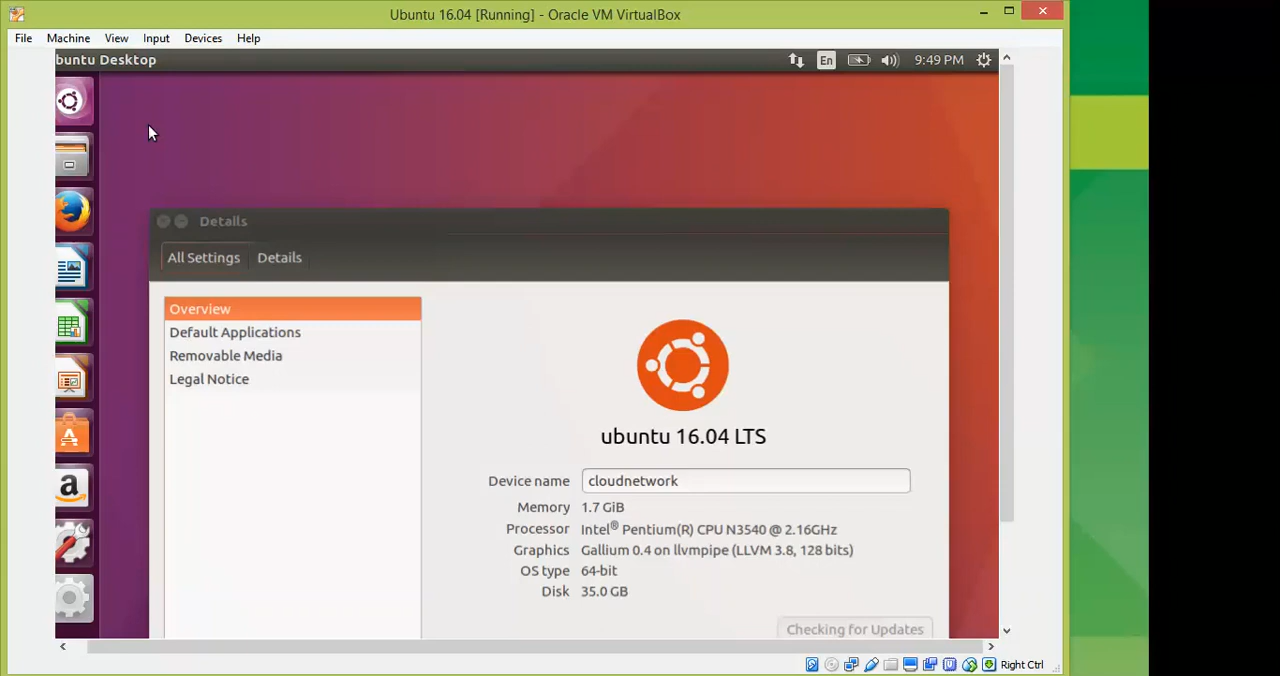 Ubuntu 16.04 [Running] - Oracle VM VirtualBox
File Machine View Input Devices Help
buntu Desktop
En
9:49 PM
Details
All Settings Details
Overview
Default Applications
Removable Media
Legal Notice
ubuntu 16.04 LTS
Device name cloudnetwork
Memory 1.7 GiB
Processor Intel® Pentium(R) CPU N3540 @ 2.16GHz
Graphics Gallium 0.4 on llvmpipe (LLVM 3.8, 128 bits)
OS type 64-bit
Disk 35.0 GB
Checking for Updates
Right Ctrl